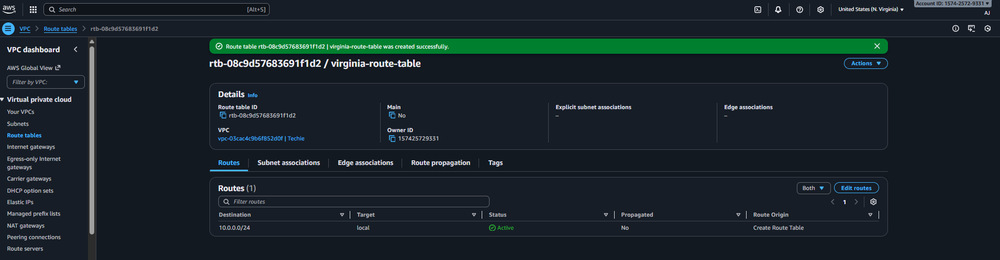 aws
Search [Alt+S]
United States (N. Virginia)
Account ID: 1574-2572-9331
AJ
VPC
Route tables
rtb-08c9d57683691f1d2
VPC dashboard
AWS Global View
Filter by VPC:
Virtual private cloud
Your VPCs
Subnets
Route tables
Internet gateways
Egress-only Internet
gateways
Carrier gateways
DHCP option sets
Elastic IPs
Managed prefix lists
NAT gateways
Peering connections
Route servers
Route table rtb-08c9d57683691f1d2 | virginia-route-table was created successfully.
rtb-08c9d57683691f1d2 / virginia-route-table
Actions
Details Info
Route table ID
rtb-08c9d57683691f1d2
Main
No
Explicit subnet associations
–
Edge associations
–
VPC
vpc-03cac4c9b6f852d0f | Techie
Owner ID
157425729331
Routes Subnet associations Edge associations Route propagation Tags
Routes (1)
Both
Edit routes
Filter routes
1
Destination Target Status Propagated Route Origin
10.0.0.0/24 local Active No Create Route Table